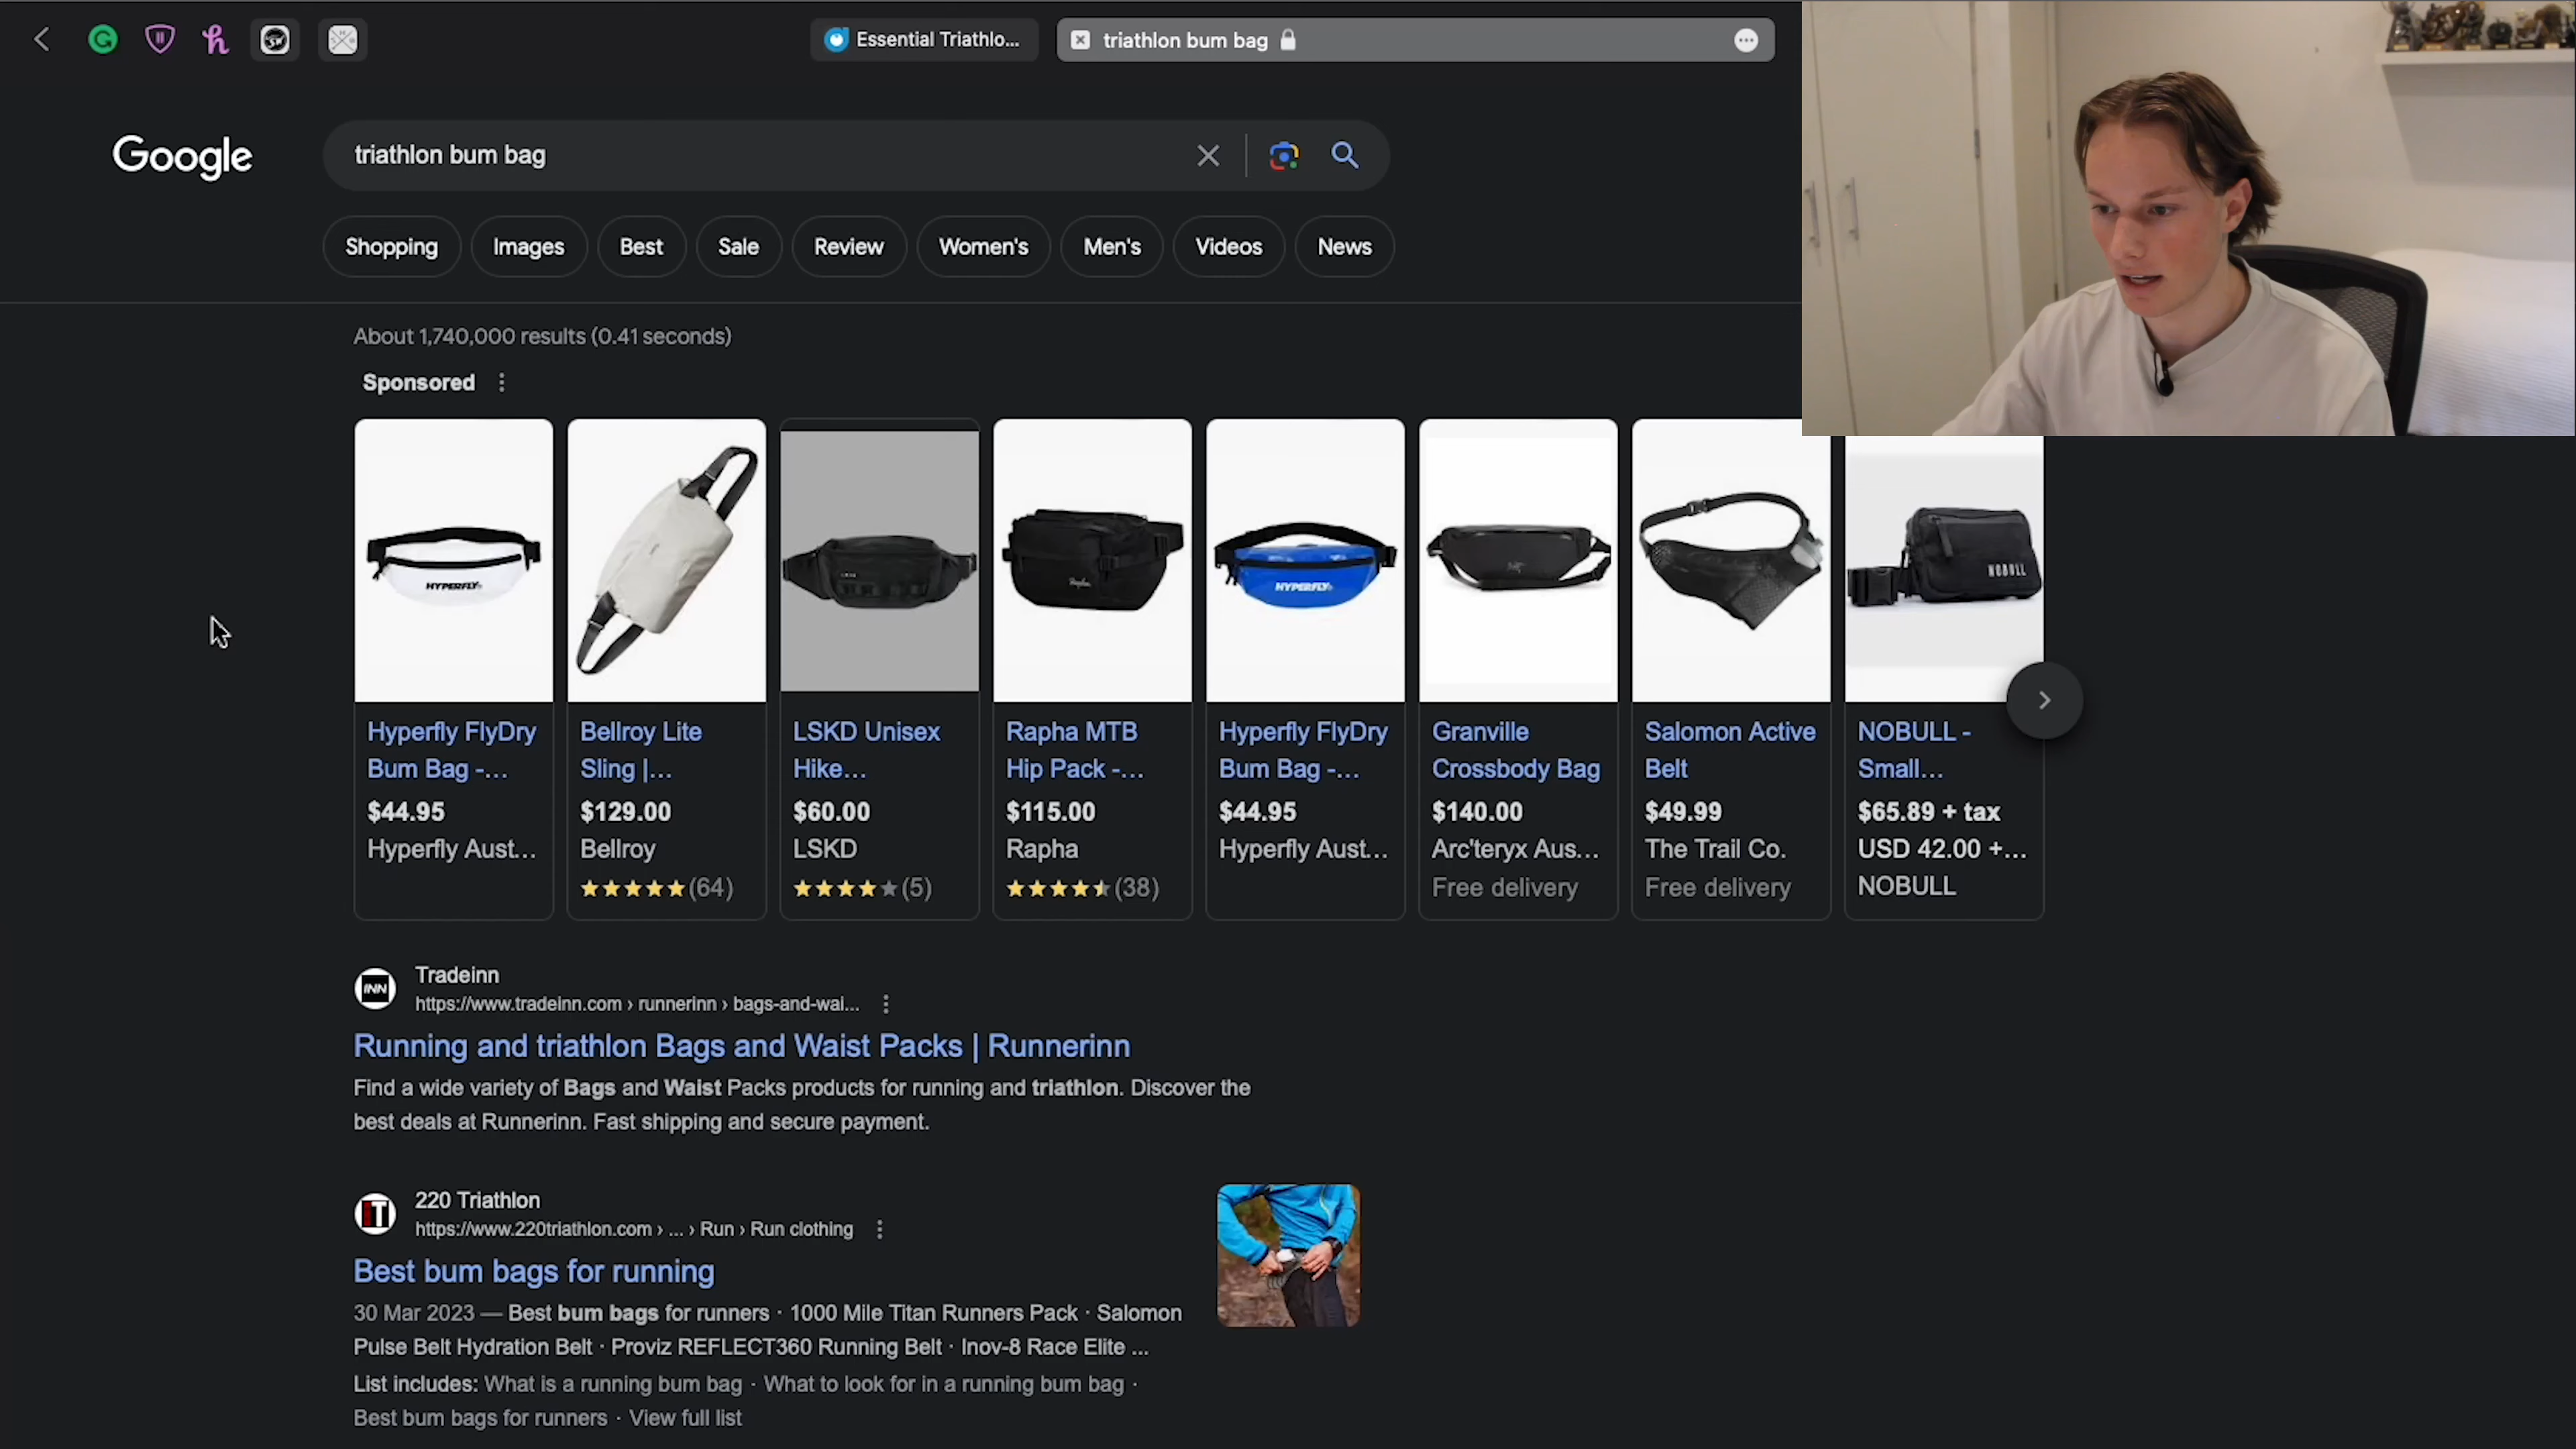 Essential Triathlo...
triathlon bum bag
Google
triathlon bum bag
Shopping
Images
Best
Sale
Review
Women's
Men's
Videos
News
About 1,740,000 results (0.41 seconds)
Sponsored
HYPERFLY
Hyperfly FlyDry
Bum Bag -...
$44.95
Hyperfly Aust...
Bellroy Lite
Sling |...
$129.00
Bellroy
(64)
LSKD Unisex
Hike...
$60.00
LSKD
(5)
Rapha
Rapha MTB
Hip Pack -...
$115.00
Rapha
(38)
HYPERFLY
Hyperfly FlyDry
Bum Bag -...
$44.95
Hyperfly Aust...
Granville
Crossbody Bag
$140.00
Arc'teryx Aus...
Free delivery
Salomon Active
Belt
$49.99
The Trail Co.
Free delivery
NOBULL
NOBULL -
Small...
$65.89 + tax
USD 42.00 +...
NOBULL
INN
Tradeinn
https://www.tradeinn.com › runnerinn › bags-and-wai...
Running and triathlon Bags and Waist Packs | Runnerinn
Find a wide variety of Bags and Waist Packs products for running and triathlon. Discover the
best deals at Runnerinn. Fast shipping and secure payment.
220 Triathlon
https://www.220triathlon.com › ... › Run › Run clothing
Best bum bags for running
30 Mar 2023 — Best bum bags for runners · 1000 Mile Titan Runners Pack · Salomon
Pulse Belt Hydration Belt · Proviz REFLECT360 Running Belt · Inov-8 Race Elite ...
List includes: What is a running bum bag · What to look for in a running bum bag ·
Best bum bags for runners · View full list